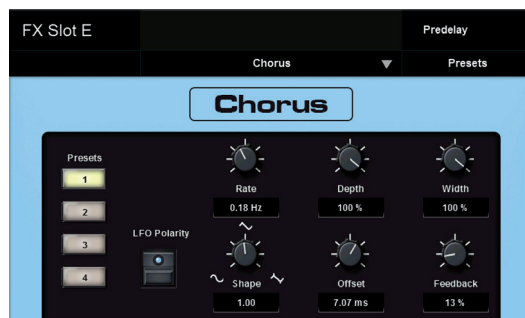 FX Slot E
Predelay
Chorus
Presets
Chorus
Presets
1
2
3
4
LFO Polarity
Rate
0.18 Hz
Depth
100 %
Width
100 %
Shape
1.00
Offset
7.07 ms
Feedback
13 %